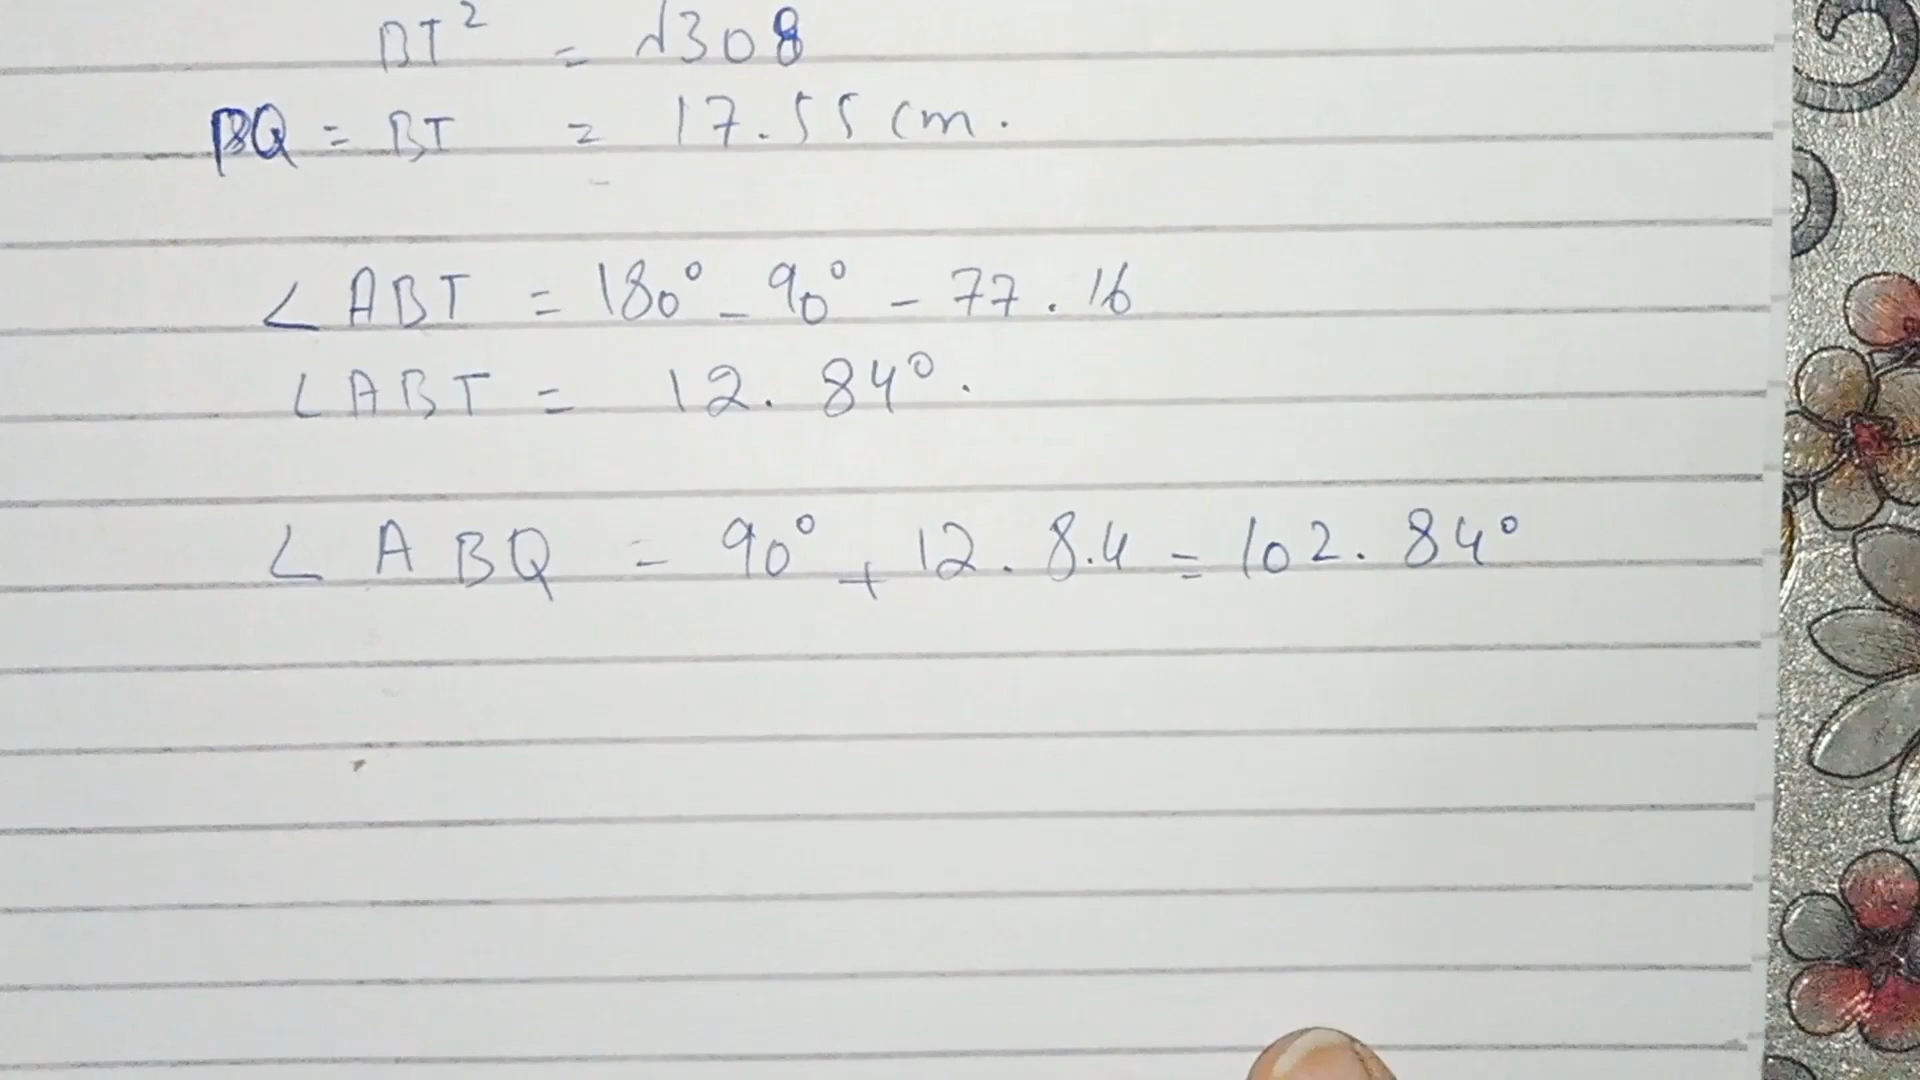 BT² = √308
BQ = BT = 17.55 cm.
∠ABT = 180° - 90° - 77.16
∠ABT = 12.84°.
∠ABQ = 90° + 12.8.4 = 102.84°